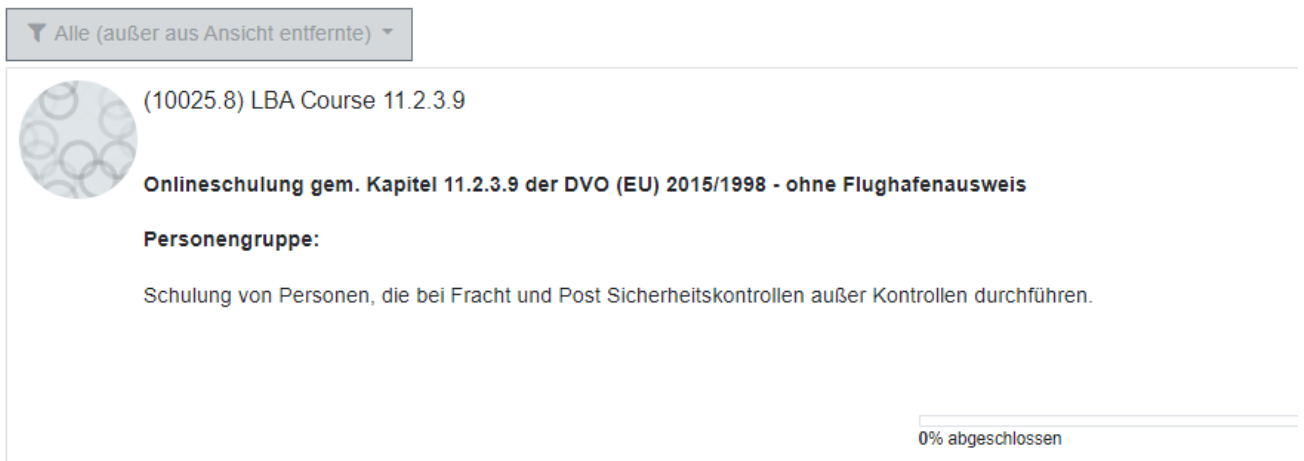 Alle (außer aus Ansicht entfernte)
(10025.8) LBA Course 11.2.3.9
Onlineschulung gem. Kapitel 11.2.3.9 der DVO (EU) 2015/1998 - ohne Flughafenausweis
Personengruppe:
Schulung von Personen, die bei Fracht und Post Sicherheitskontrollen außer Kontrollen durchführen.
0% abgeschlossen